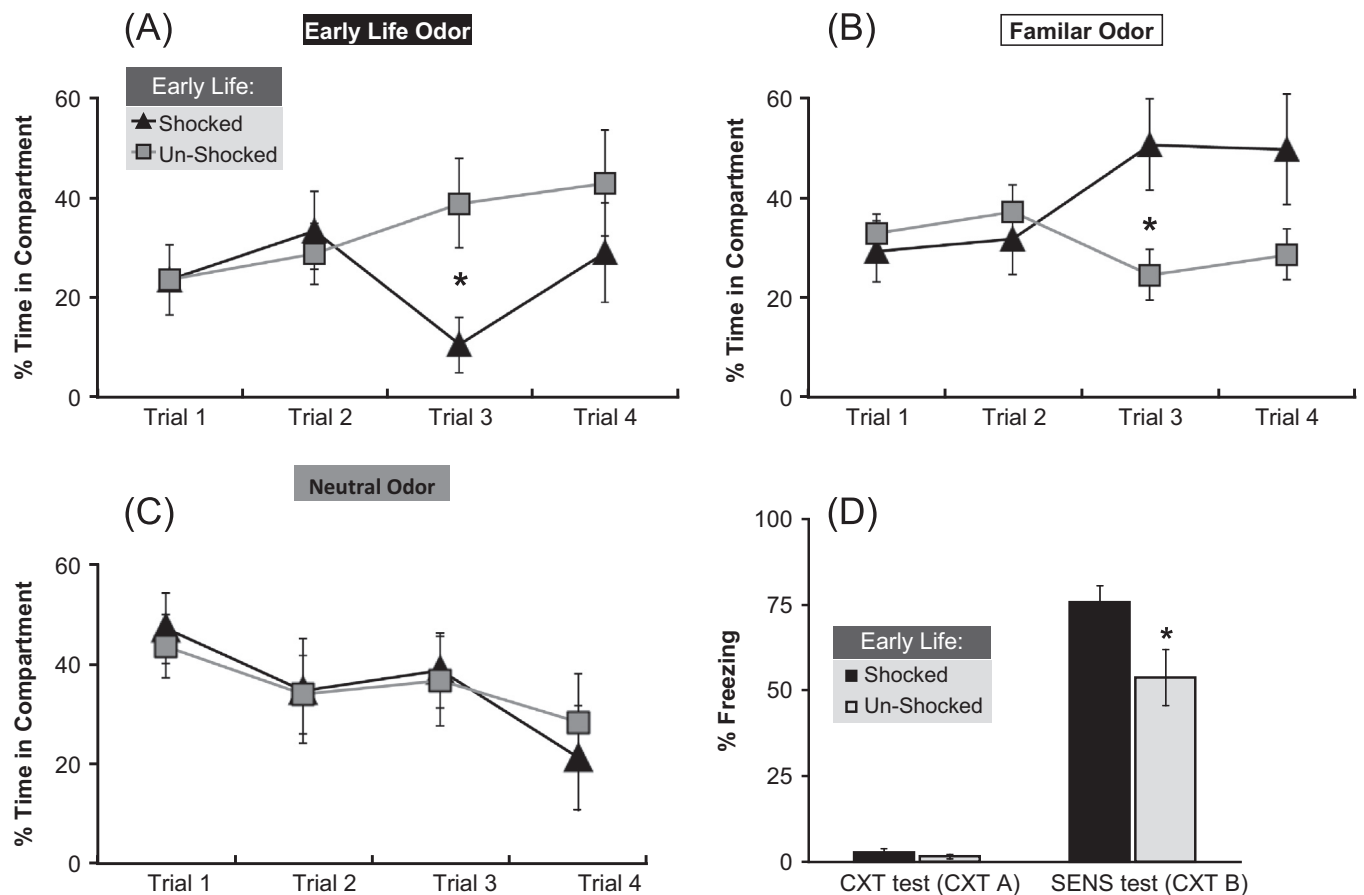 (A)
Early Life Odor
Early Life:
Shocked
Un-Shocked
% Time in Compartment
60
40
20
0
Trial 1
Trial 2
Trial 3
Trial 4
*
(B)
Familar Odor
% Time in Compartment
60
40
20
0
Trial 1
Trial 2
Trial 3
Trial 4
*
(C)
Neutral Odor
% Time in Compartment
60
40
20
0
Trial 1
Trial 2
Trial 3
Trial 4
(D)
% Freezing
100
75
50
25
0
Early Life:
Shocked
Un-Shocked
*
CXT test (CXT A)
SENS test (CXT B)